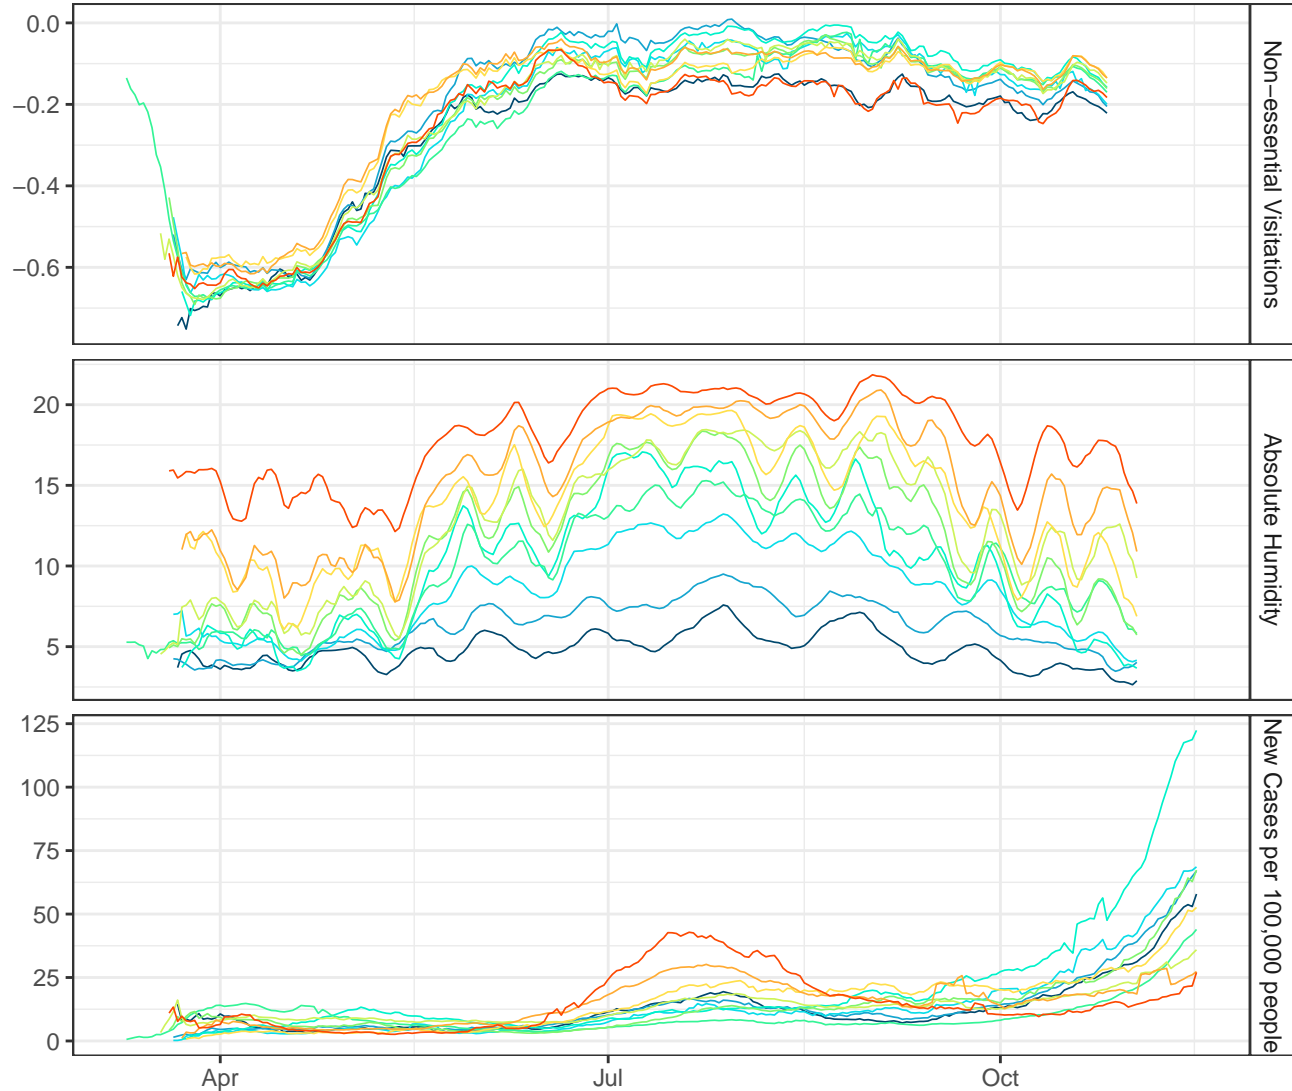 0.0
−0.2
−0.4
−0.6
Non−essential Visitations
20
15
10
5
Absolute Humidity
125
100
75
50
25
0
New Cases per 100,000 people
Apr
Jul
Oct